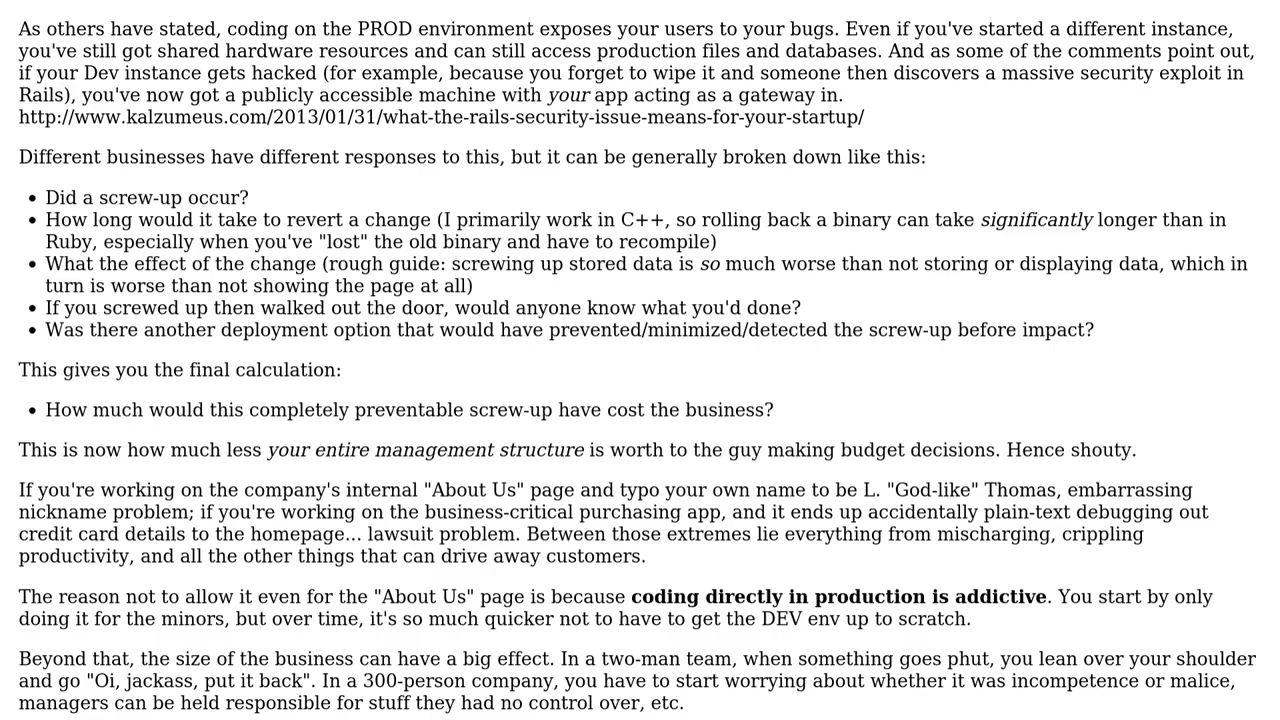 As others have stated, coding on the PROD environment exposes your users to your bugs. Even if you've started a different instance,
you've still got shared hardware resources and can still access production files and databases. And as some of the comments point out,
if your Dev instance gets hacked (for example, because you forget to wipe it and someone then discovers a massive security exploit in
Rails), you've now got a publicly accessible machine with your app acting as a gateway in.
http://www.kalzumeus.com/2013/01/31/what-the-rails-security-issue-means-for-your-startup/
Different businesses have different responses to this, but it can be generally broken down like this:
• Did a screw-up occur?
• How long would it take to revert a change (I primarily work in C++, so rolling back a binary can take significantly longer than in
Ruby, especially when you've "lost" the old binary and have to recompile)
• What the effect of the change (rough guide: screwing up stored data is so much worse than not storing or displaying data, which in
turn is worse than not showing the page at all)
• If you screwed up then walked out the door, would anyone know what you'd done?
• Was there another deployment option that would have prevented/minimized/detected the screw-up before impact?
This gives you the final calculation:
• How much would this completely preventable screw-up have cost the business?
This is now how much less your entire management structure is worth to the guy making budget decisions. Hence shouty.
If you're working on the company's internal "About Us" page and typo your own name to be L. "God-like" Thomas, embarrassing
nickname problem; if you're working on the business-critical purchasing app, and it ends up accidentally plain-text debugging out
credit card details to the homepage... lawsuit problem. Between those extremes lie everything from mischarging, crippling
productivity, and all the other things that can drive away customers.
The reason not to allow it even for the "About Us" page is because coding directly in production is addictive. You start by only
doing it for the minors, but over time, it's so much quicker not to have to get the DEV env up to scratch.
Beyond that, the size of the business can have a big effect. In a two-man team, when something goes phut, you lean over your shoulder
and go "Oi, jackass, put it back". In a 300-person company, you have to start worrying about whether it was incompetence or malice,
managers can be held responsible for stuff they had no control over, etc.